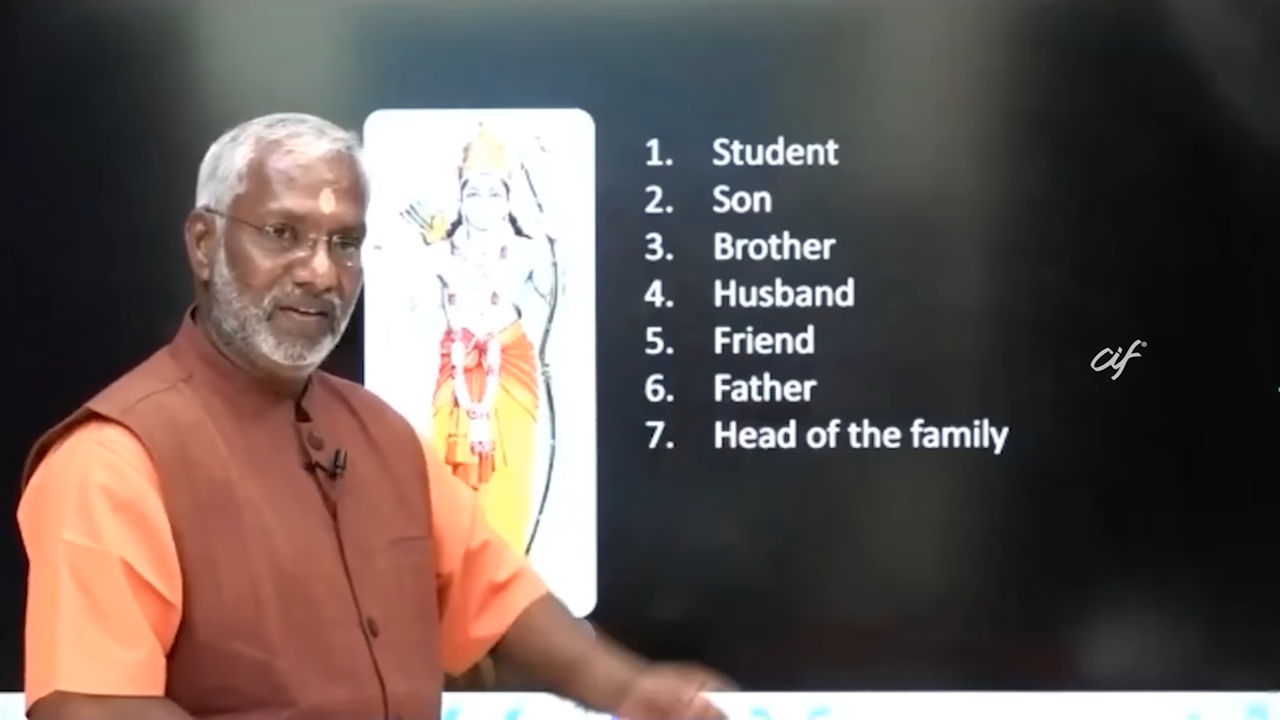 1. Student
2. Son
3. Brother
4. Husband
5. Friend
6. Father
7. Head of the family
cif